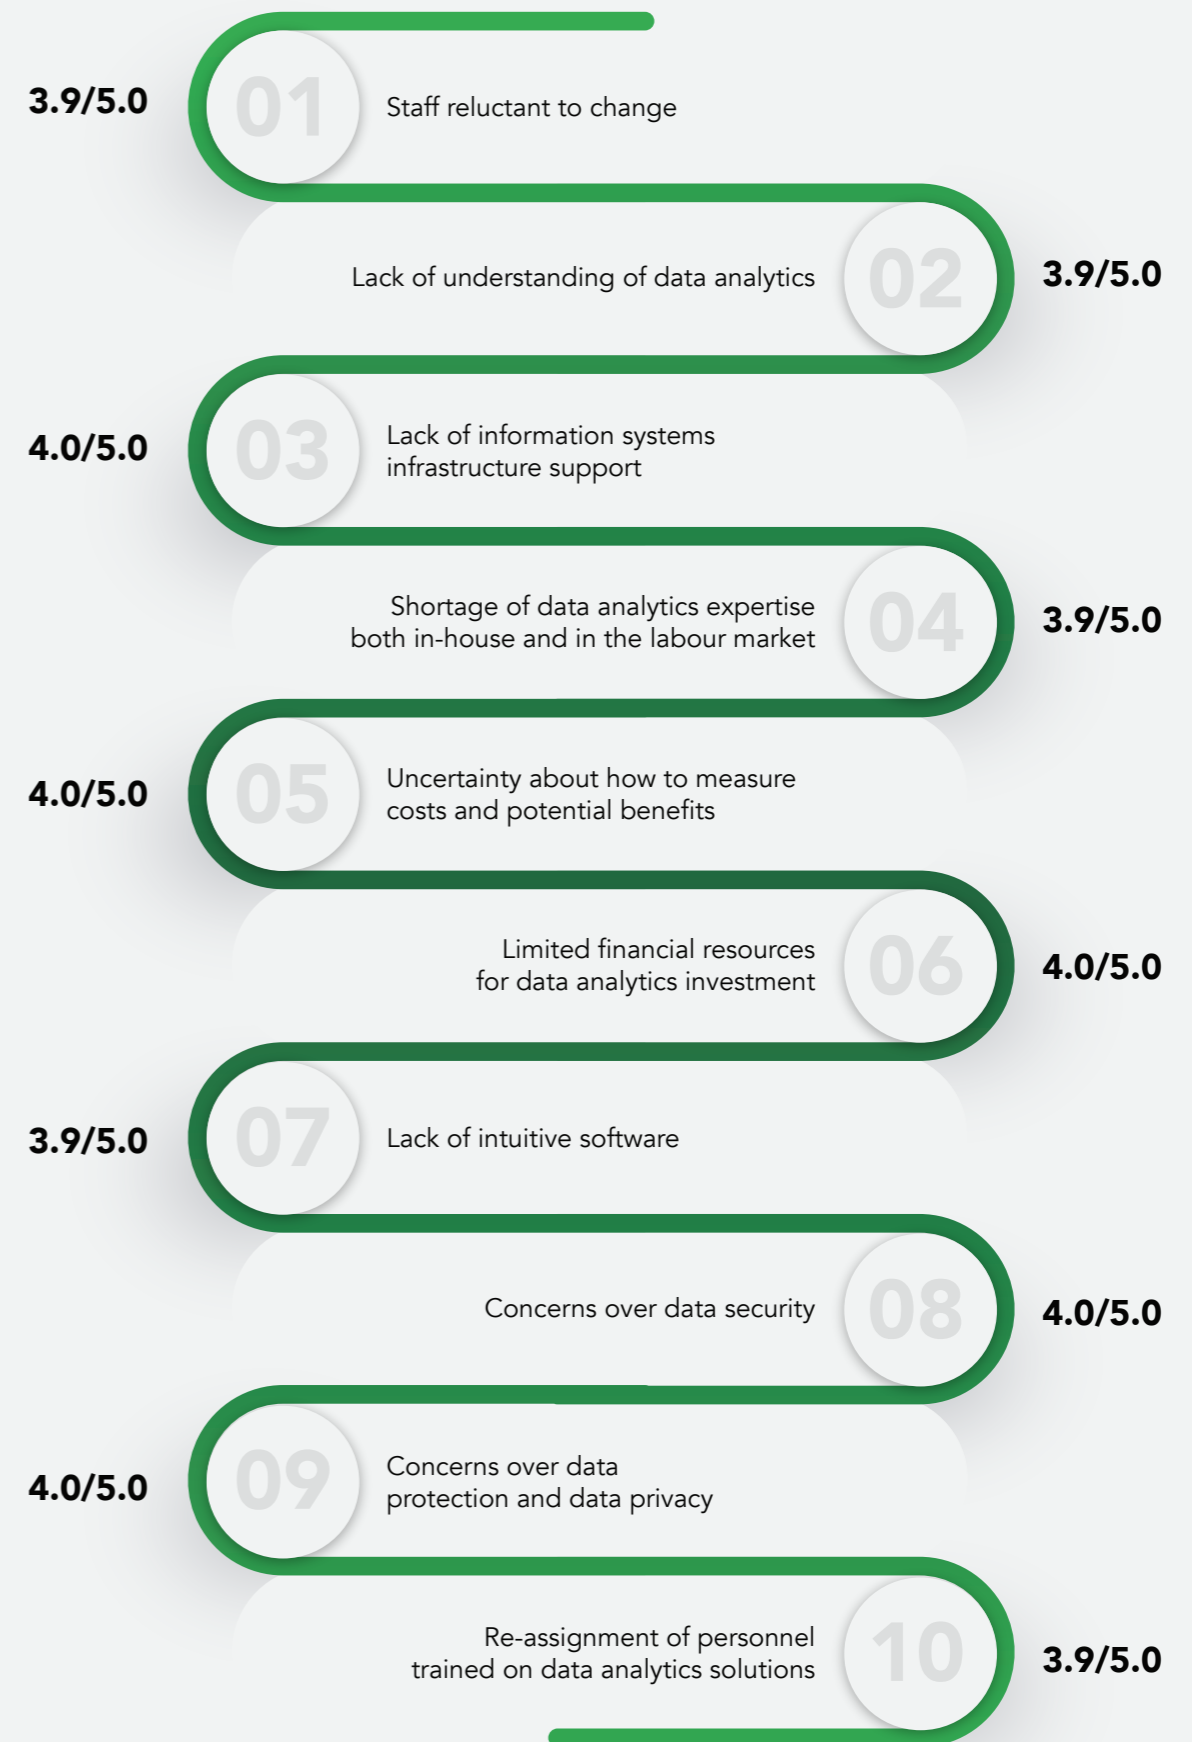 3.9/5.0
01
Staff reluctant to change
Lack of understanding of data analytics
02
3.9/5.0
4.0/5.0
03
Lack of information systems
infrastructure support
Shortage of data analytics expertise
both in-house and in the labour market
04
3.9/5.0
4.0/5.0
05
Uncertainty about how to measure
costs and potential benefits
Limited financial resources
for data analytics investment
06
4.0/5.0
3.9/5.0
07
Lack of intuitive software
Concerns over data security
08
4.0/5.0
4.0/5.0
09
Concerns over data
protection and data privacy
Re-assignment of personnel
trained on data analytics solutions
10
3.9/5.0